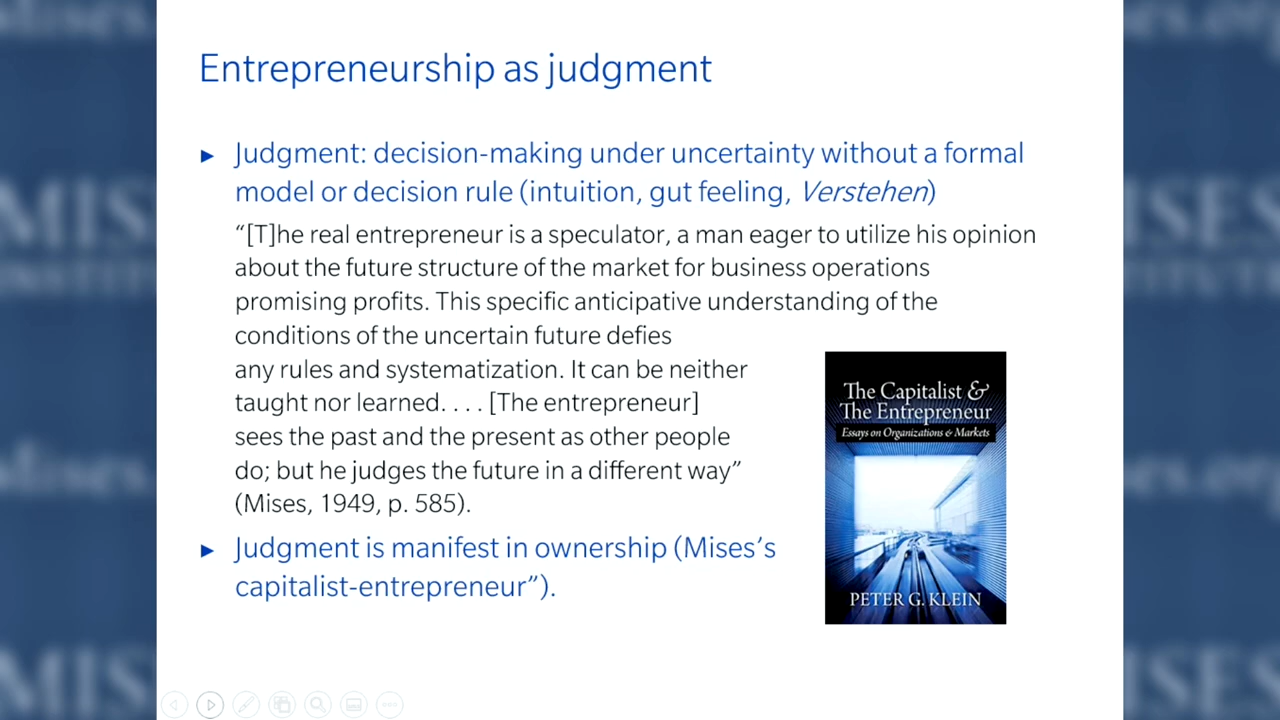 Entrepreneurship as judgment
Judgment: decision-making under uncertainty without a formal
model or decision rule (intuition, gut feeling, Verstehen)
“[T]he real entrepreneur is a speculator, a man eager to utilize his opinion
about the future structure of the market for business operations
promising profits. This specific anticipative understanding of the
conditions of the uncertain future defies
any rules and systematization. It can be neither
taught nor learned. . . . [The entrepreneur]
sees the past and the present as other people
do; but he judges the future in a different way”
(Mises, 1949, p. 585).
Judgment is manifest in ownership (Mises’s
capitalist-entrepreneur”).
The Capitalist &
The Entrepreneur
Essays on Organizations & Markets
PETER G. KLEIN